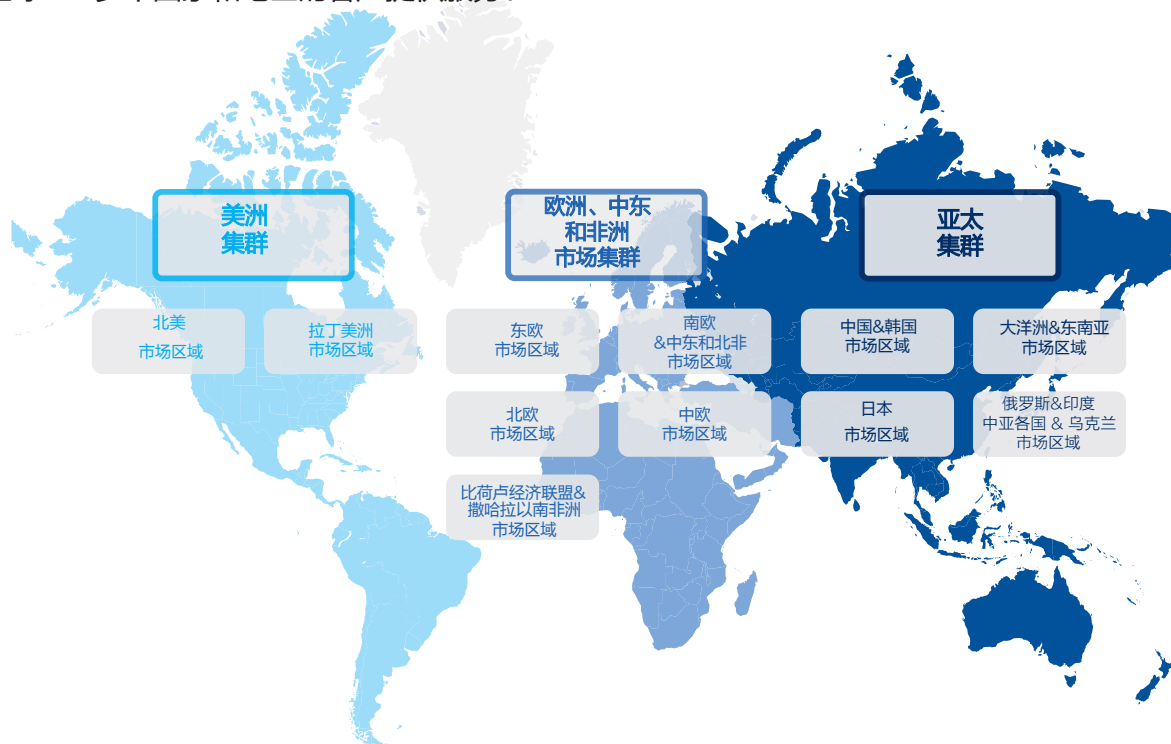 美洲
集群
欧洲、中东
和非洲
市场集群
亚太
集群
北美
市场区域
拉丁美洲
市场区域
东欧
市场区域
南欧
&中东和北非
市场区域
中国&韩国
市场区域
大洋洲&东南亚
市场区域
北欧
市场区域
中欧
市场区域
日本
市场区域
俄罗斯&印度
中亚各国 & 乌克兰
市场区域
比荷卢经济联盟&
撒哈拉以南非洲
市场区域